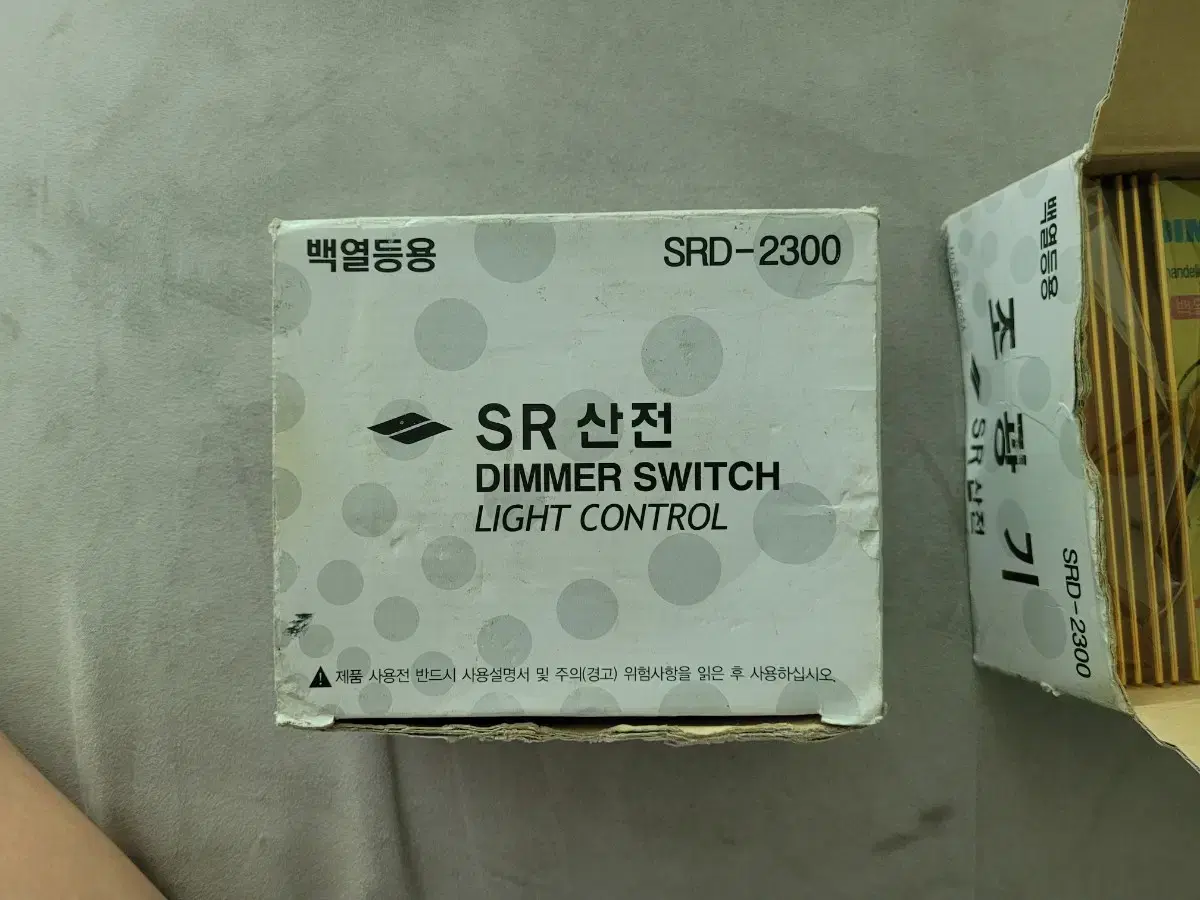 백열등용
SRD-2300
SR 산전
DIMMER SWITCH
LIGHT CONTROL
제품 사용전 반드시 사용설명서 및 주의(경고) 위험사항을 읽은 후 사용하십시오.
백열등용
조광기
SR 산전
SRD-2300